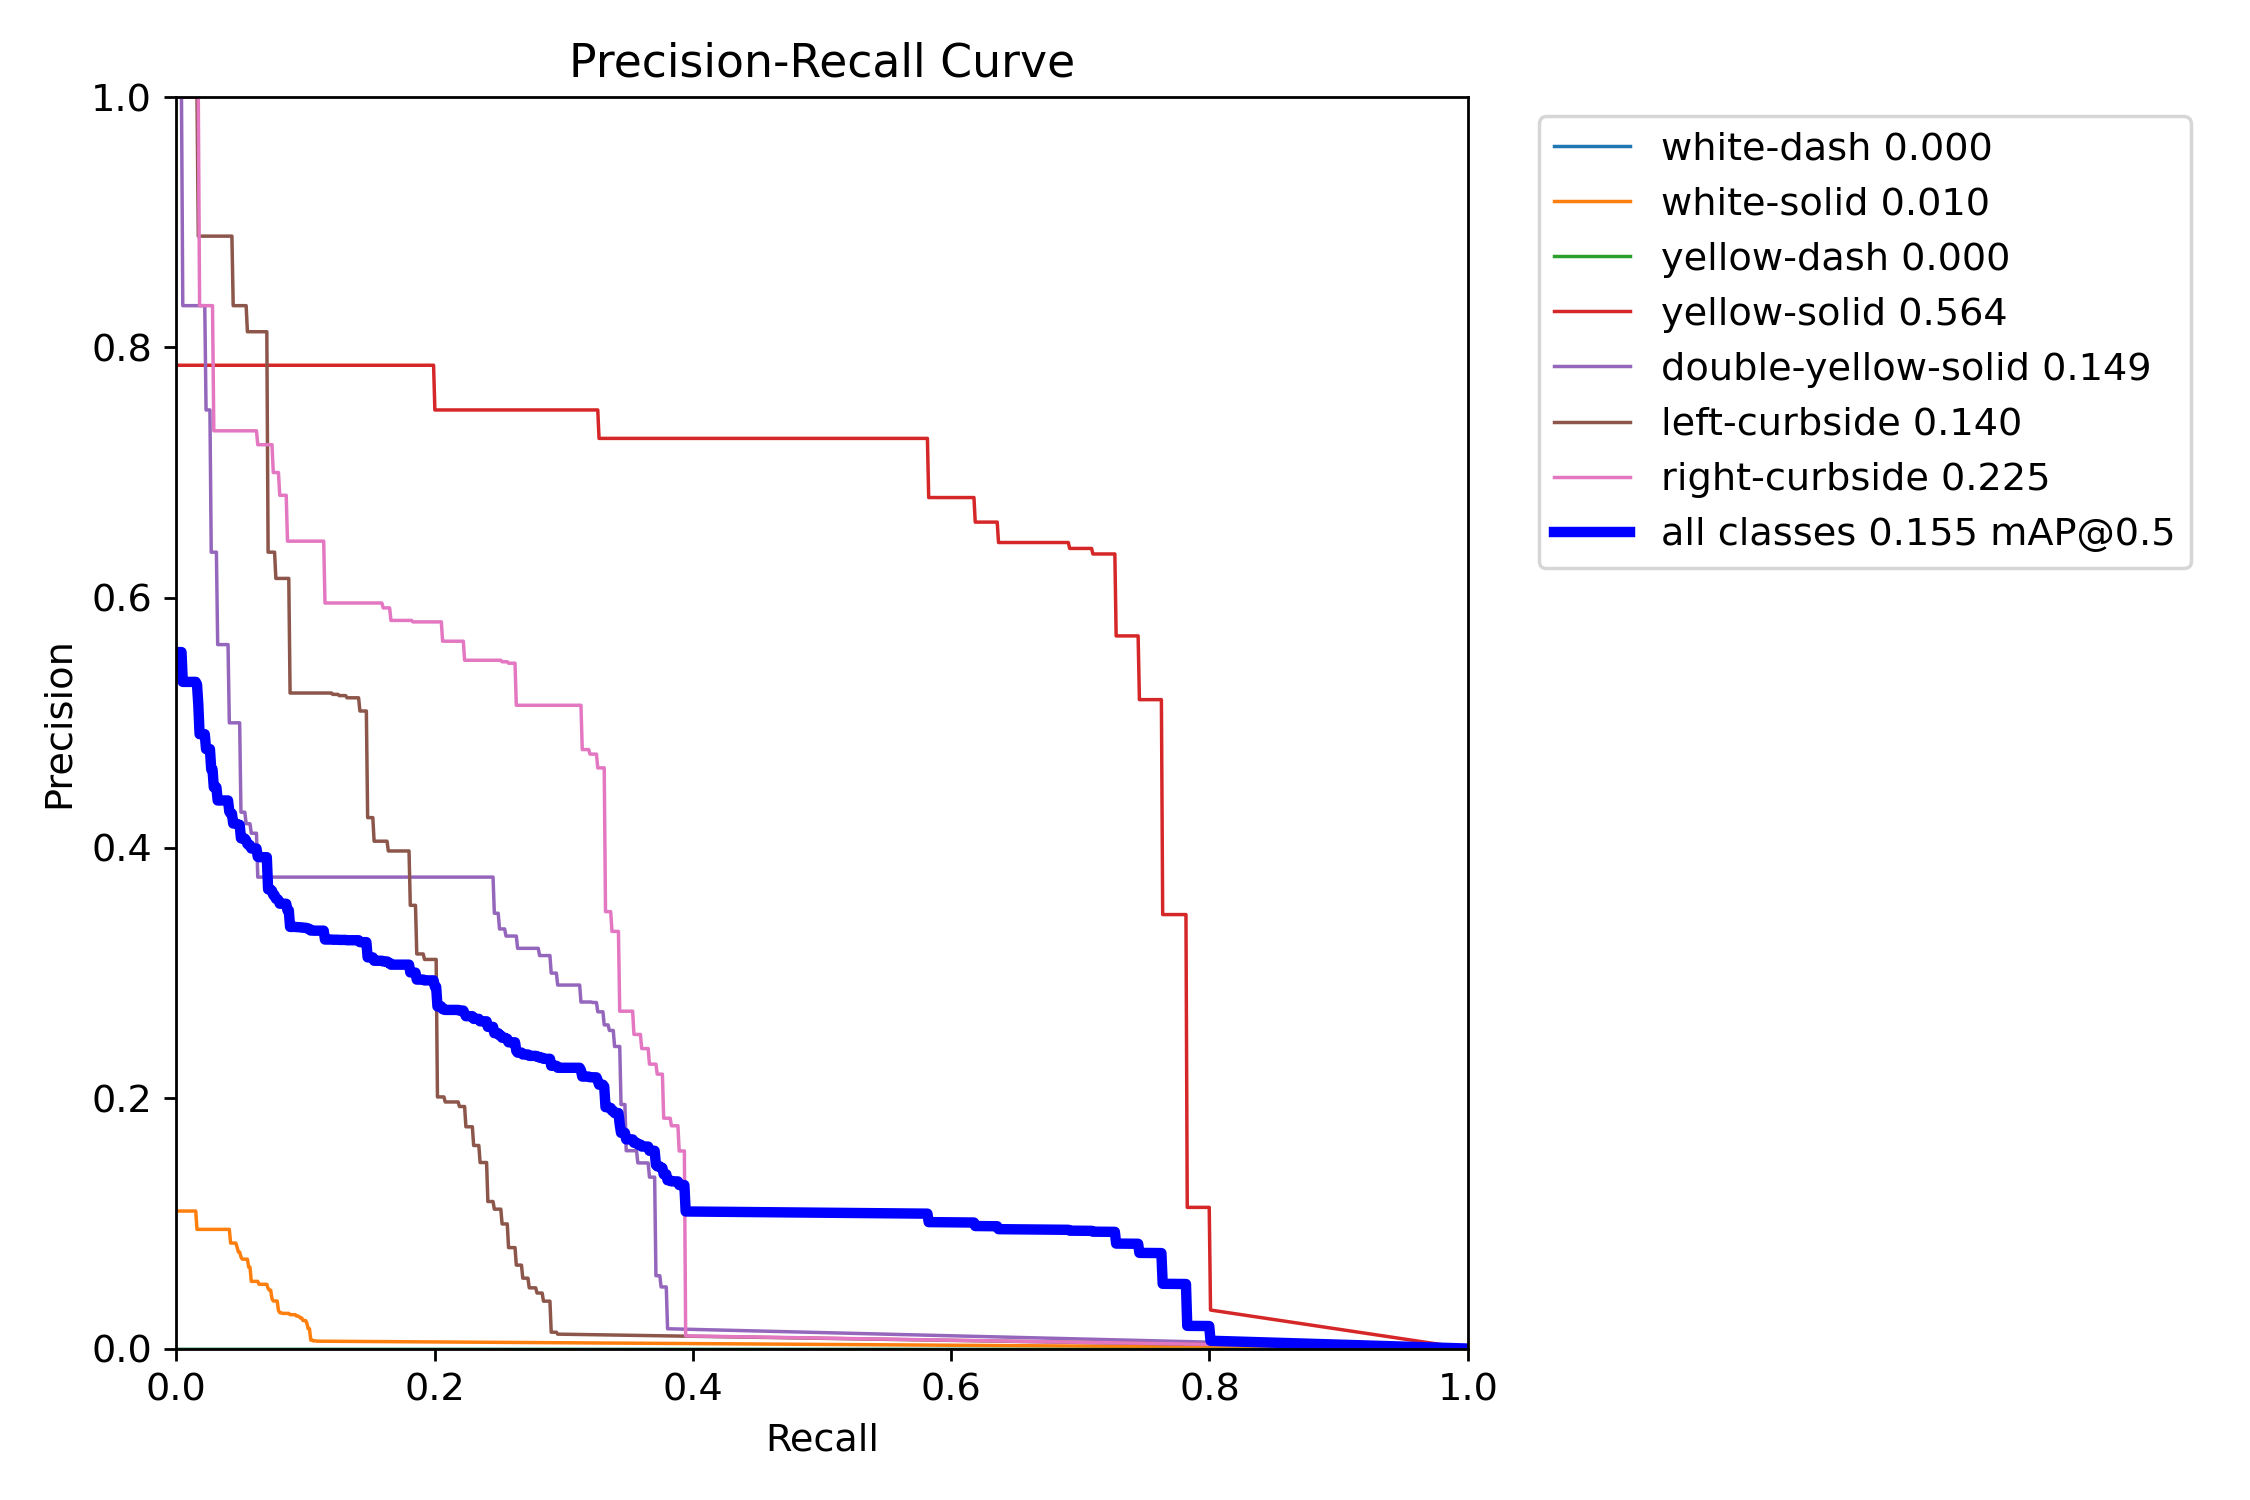 Precision-Recall Curve
1.0
0.8
0.6
0.4
0.2
0.0
Precision
0.0 0.2 0.4 0.6 0.8 1.0
Recall
white-dash 0.000
white-solid 0.010
yellow-dash 0.000
yellow-solid 0.564
double-yellow-solid 0.149
left-curbside 0.140
right-curbside 0.225
all classes 0.155 mAP@0.5